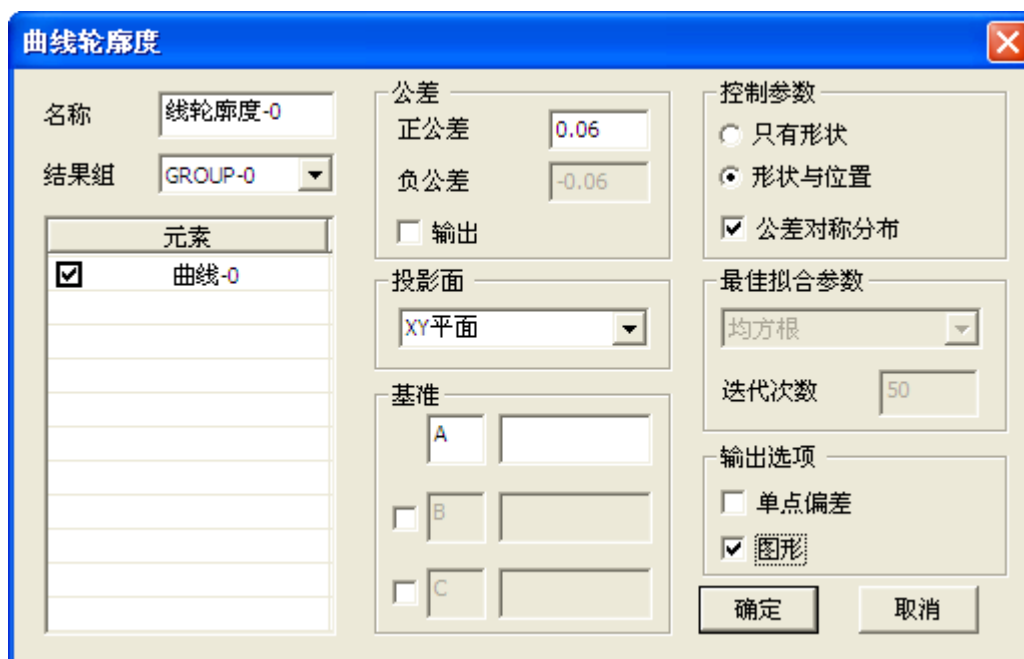 曲线轮廓度
名称 线轮廓度-0
结果组 GROUP-0
元素
曲线-0
公差
正公差 0.06
负公差 -0.06
输出
投影面
XY平面
基准
A
B
C
控制参数
只有形状
形状与位置
公差对称分布
最佳拟合参数
均方根
迭代次数 50
输出选项
单点偏差
图形
确定 取消